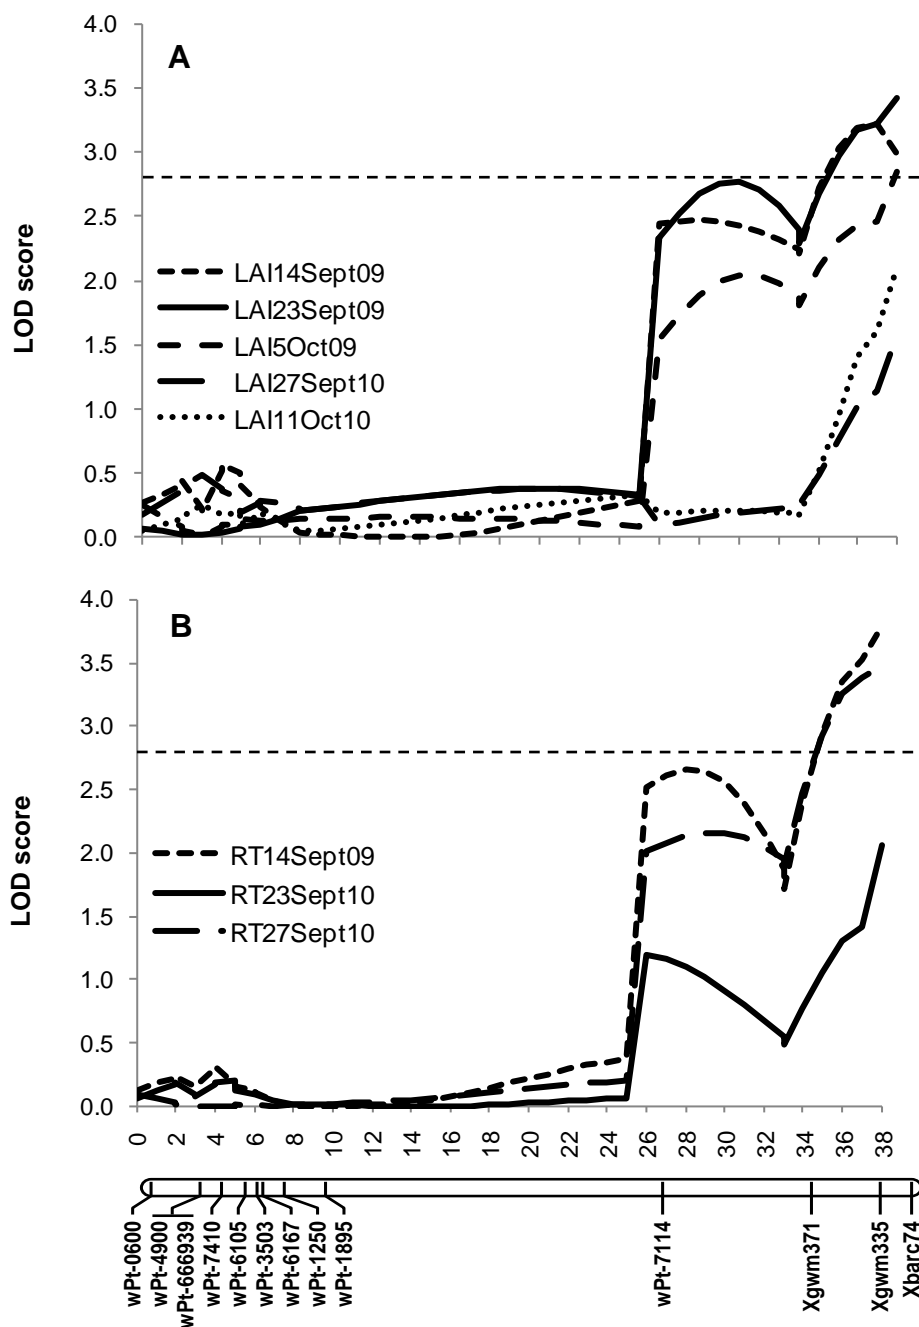 A
LOD score
4.0
3.5
3.0
2.5
2.0
1.5
1.0
0.5
0.0
LAI14Sept09
LAI23Sept09
LAI5Oct09
LAI27Sept10
LAI11Oct10
B
LOD score
4.0
3.5
3.0
2.5
2.0
1.5
1.0
0.5
0.0
RT14Sept09
RT23Sept10
RT27Sept10
0 2 4 6 8 10 12 14 16 18 20 22 24 26 28 30 32 34 36 38
wPt-0600
wPt-4900
wPt-666939
wPt-7410
wPt-6105
wPt-3503
wPt-6167
wPt-1250
wPt-1895
wPt-7114
Xgwm371
Xgwm335
Xbarc74